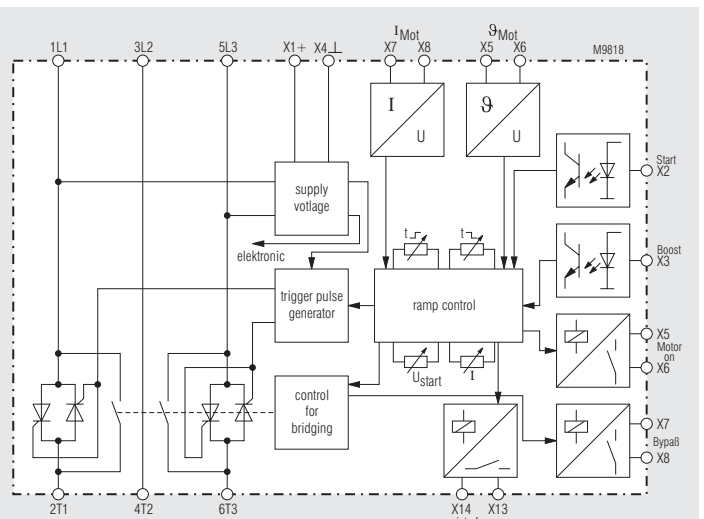 I Mot ϑ Mot
1L1 3L2 5L3 X1+ X4⊥ X7 X8 X5 X6 M9818
I U
ϑ U
Start
X2
supply
votlage
Boost
X3
elektronic
t t
trigger pulse
generator
ramp control
X5
Motor
on
X6
Ustart I
control
for
bridging
X7
Bypaß
X8
2T1 4T2 6T3 X14 X13